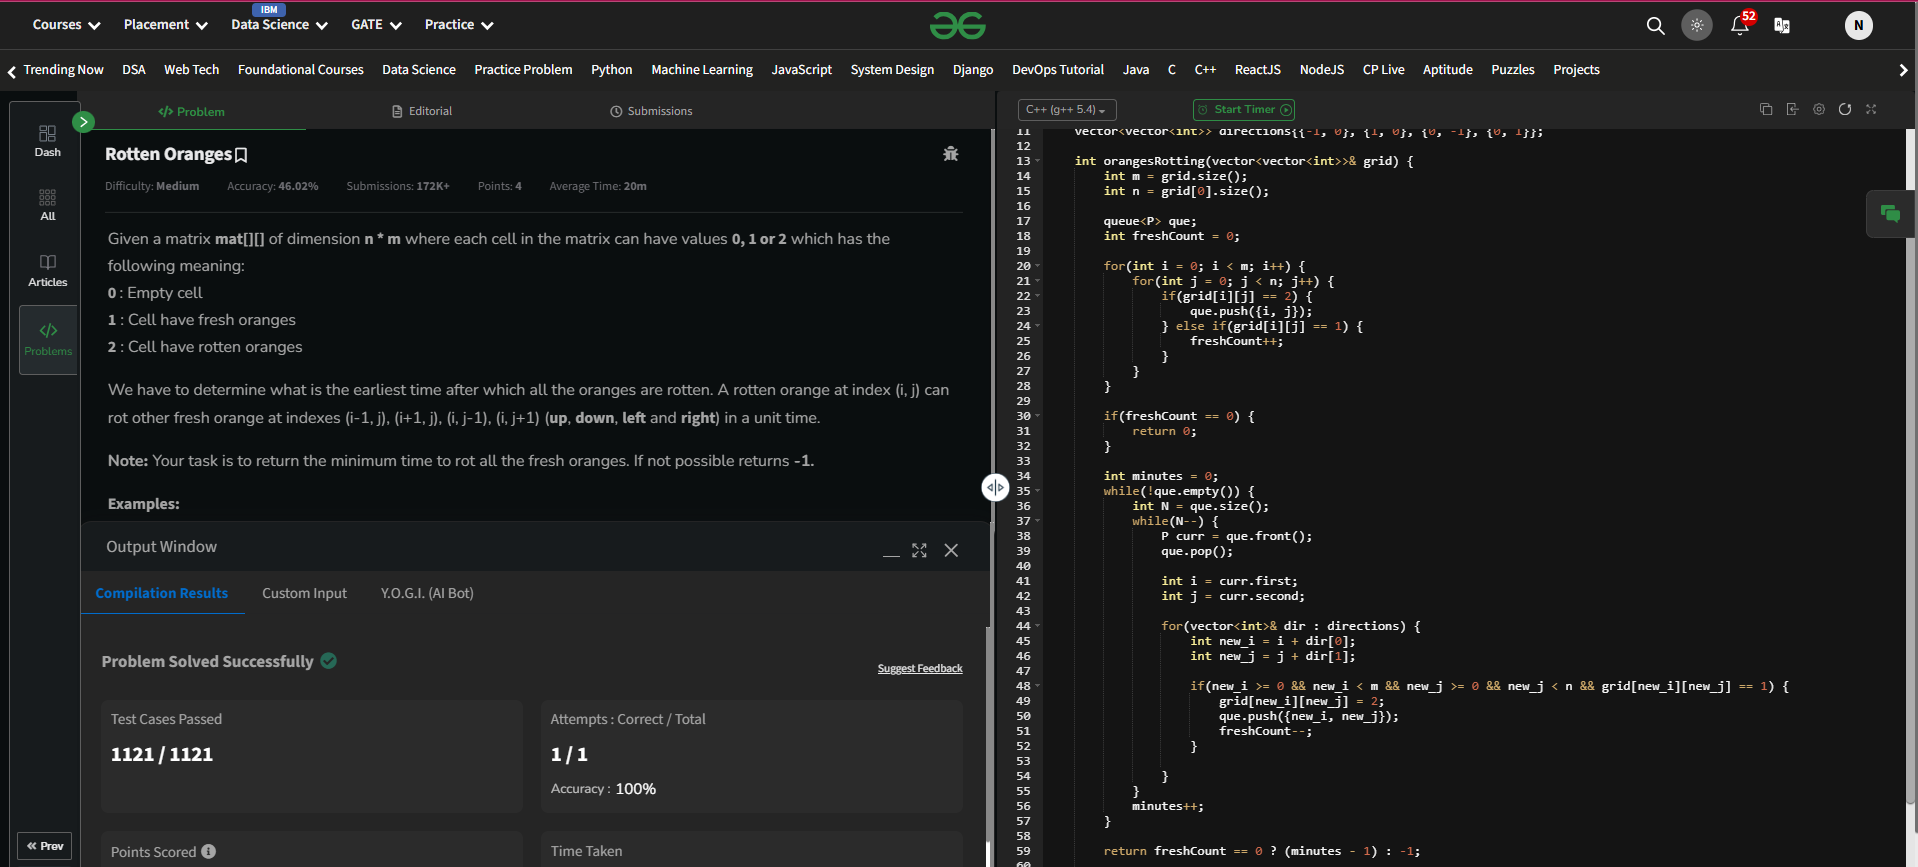 IBM
Courses Placement Data Science GATE Practice
52
N
Trending Now DSA Web Tech Foundational Courses Data Science Practice Problem Python Machine Learning JavaScript System Design Django DevOps Tutorial Java C C++ ReactJS NodeJS CP Live Aptitude Puzzles Projects
Dash
All
Articles
</>
Problems
« Prev
</> Problem Editorial Submissions
Rotten Oranges
Difficulty: Medium Accuracy: 46.02% Submissions: 172K+ Points: 4 Average Time: 20m
Given a matrix mat[][] of dimension n * m where each cell in the matrix can have values 0, 1 or 2 which has the
following meaning:
0 : Empty cell
1 : Cell have fresh oranges
2 : Cell have rotten oranges
We have to determine what is the earliest time after which all the oranges are rotten. A rotten orange at index (i, j) can
rot other fresh orange at indexes (i-1, j), (i+1, j), (i, j-1), (i, j+1) (up, down, left and right) in a unit time.
Note: Your task is to return the minimum time to rot all the fresh oranges. If not possible returns -1.
Examples:
Output Window
Compilation Results Custom Input Y.O.G.I. (AI Bot)
Problem Solved Successfully
Suggest Feedback
Test Cases Passed
1121 / 1121
Attempts : Correct / Total
1 / 1
Accuracy : 100%
Points Scored
Time Taken
C++ (g++ 5.4) Start Timer
11 vector<vector<int>> directions{{-1, 0}, {1, 0}, {0, -1}, {0, 1}};
12
13 int orangesRotting(vector<vector<int>>& grid) {
14 int m = grid.size();
15 int n = grid[0].size();
16
17 queue<P> que;
18 int freshCount = 0;
19
20 for(int i = 0; i < m; i++) {
21 for(int j = 0; j < n; j++) {
22 if(grid[i][j] == 2) {
23 que.push({i, j});
24 } else if(grid[i][j] == 1) {
25 freshCount++;
26 }
27 }
28 }
29
30 if(freshCount == 0) {
31 return 0;
32 }
33
34 int minutes = 0;
35 while(!que.empty()) {
36 int N = que.size();
37 while(N--) {
38 P curr = que.front();
39 que.pop();
40
41 int i = curr.first;
42 int j = curr.second;
43
44 for(vector<int>& dir : directions) {
45 int new_i = i + dir[0];
46 int new_j = j + dir[1];
47
48 if(new_i >= 0 && new_i < m && new_j >= 0 && new_j < n && grid[new_i][new_j] == 1) {
49 grid[new_i][new_j] = 2;
50 que.push({new_i, new_j});
51 freshCount--;
52 }
53
54 }
55 }
56 minutes++;
57 }
58
59 return freshCount == 0 ? (minutes - 1) : -1;
60